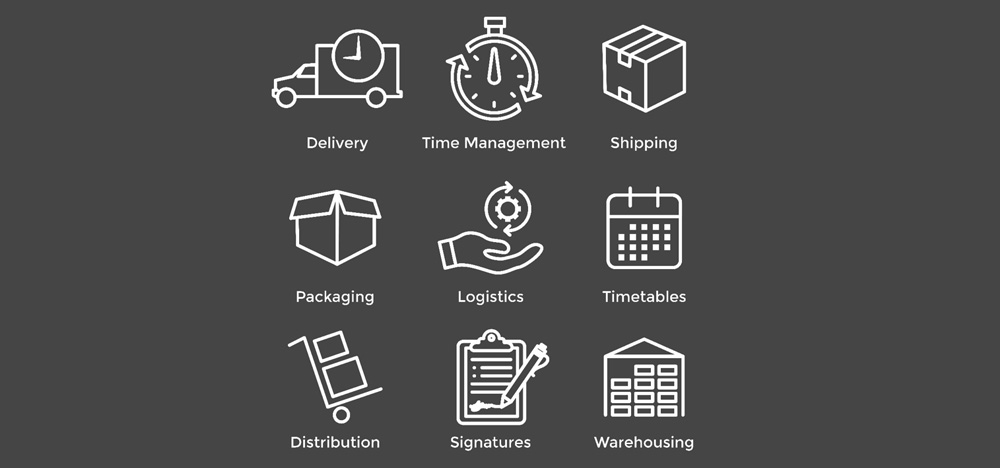 Delivery
Time Management
Shipping
Packaging
Logistics
Timetables
Distribution
Signatures
Warehousing